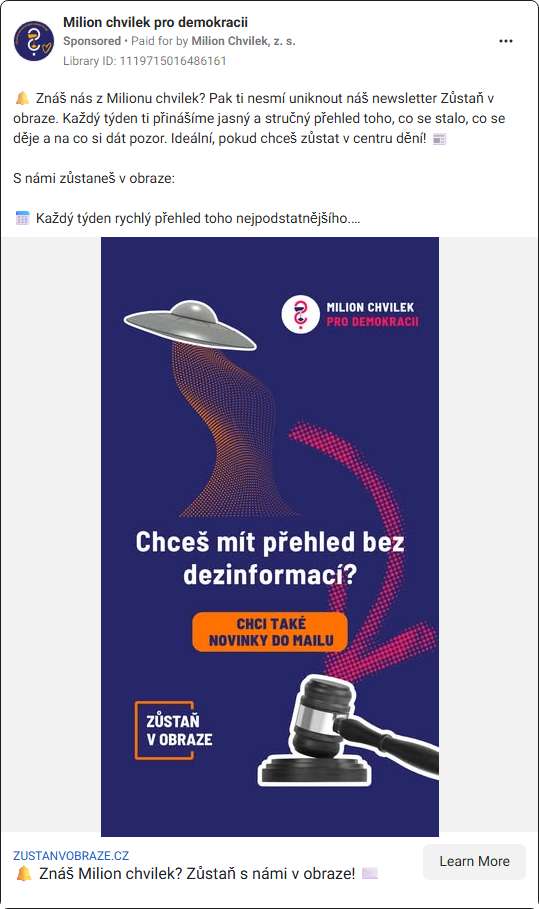 Milion chvilek pro demokracii
Sponsored • Paid for by Milion Chvilek, z. s.
Library ID: 1119715016486161
🔔 Znáš nás z Milionu chvilek? Pak ti nesmí uniknout náš newsletter Zůstaň v
obraze. Každý týden ti přinášíme jasný a stručný přehled toho, co se stalo, co se
děje a na co si dát pozor. Ideální, pokud chceš zůstat v centru dění! 📰
S námi zůstaneš v obraze:
🗓️ Každý týden rychlý přehled toho nejpodstatnějšího....
MILION CHVILEK
PRO DEMOKRACII
Chceš mít přehled bez
dezinformací?
CHCI TAKÉ
NOVINKY DO MAILU
ZŮSTAŇ
V OBRAZE
ZUSTANVOBRAZE.CZ
🔔 Znáš Milion chvilek? Zůstaň s námi v obraze! 📨
Learn More